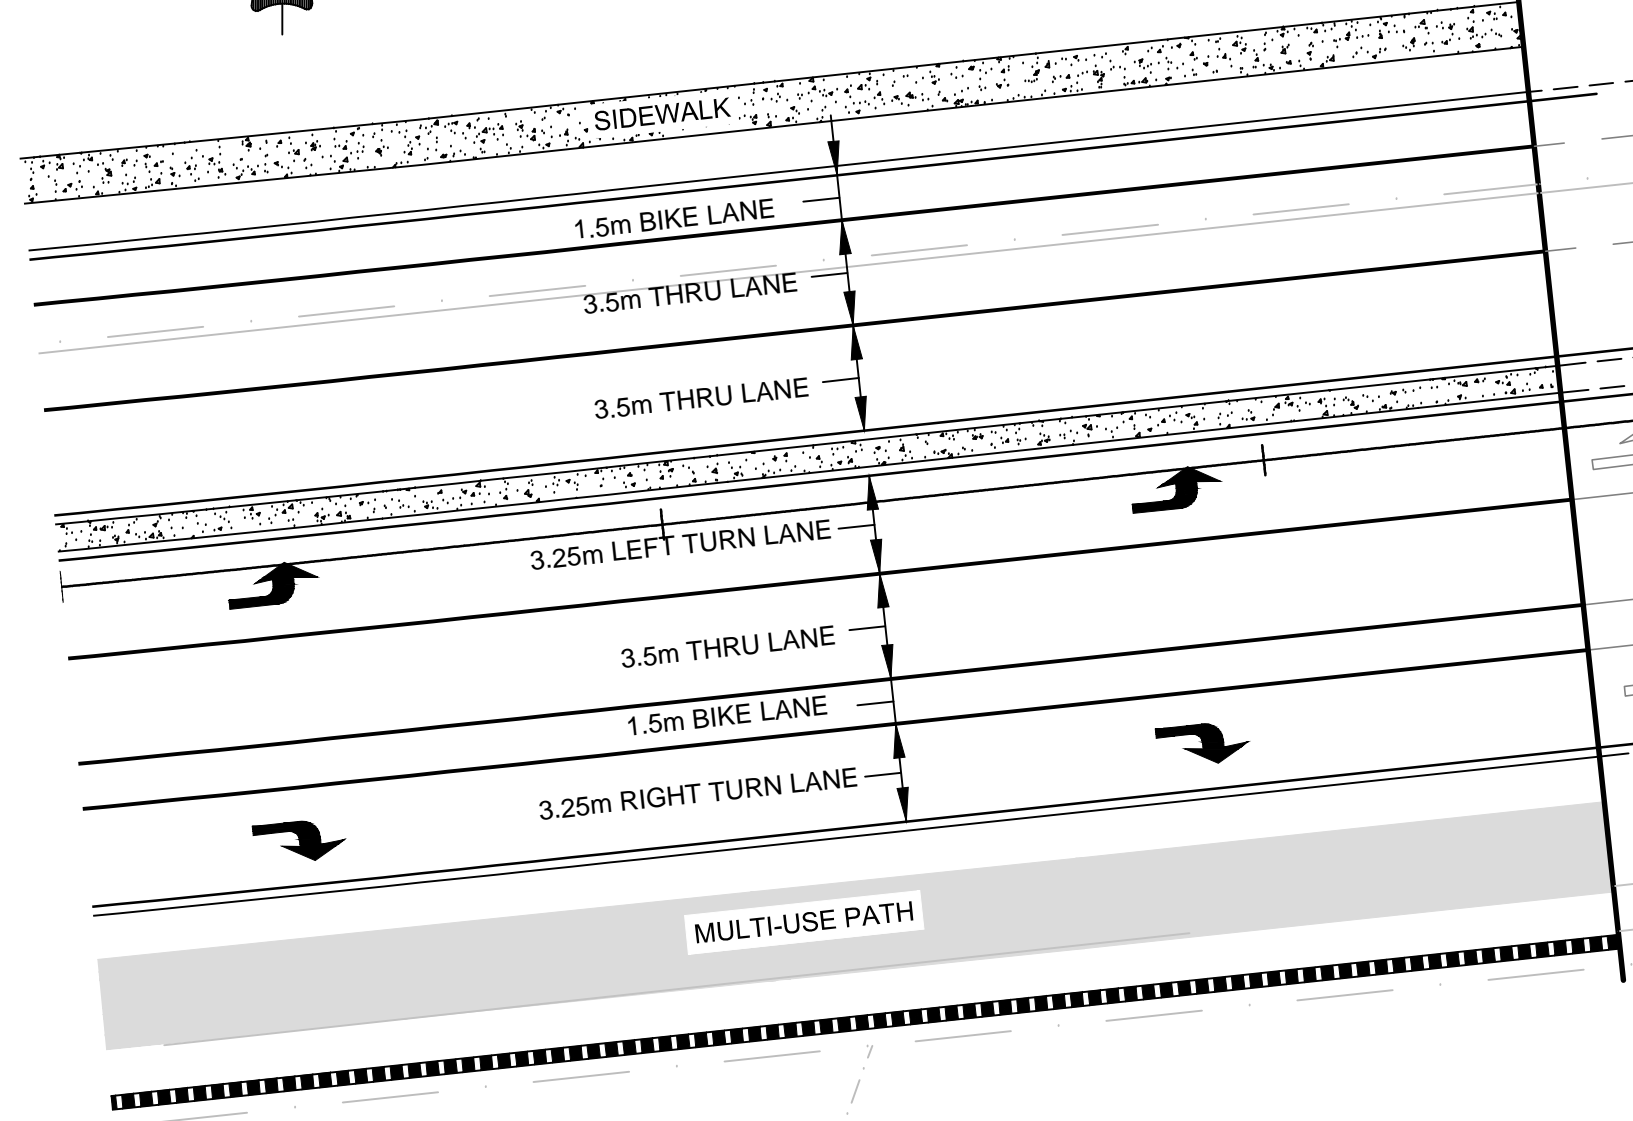 SIDEWALK
1.5m BIKE LANE
3.5m THRU LANE
3.5m THRU LANE
3.25m LEFT TURN LANE
3.5m THRU LANE
1.5m BIKE LANE
3.25m RIGHT TURN LANE
MULTI-USE PATH